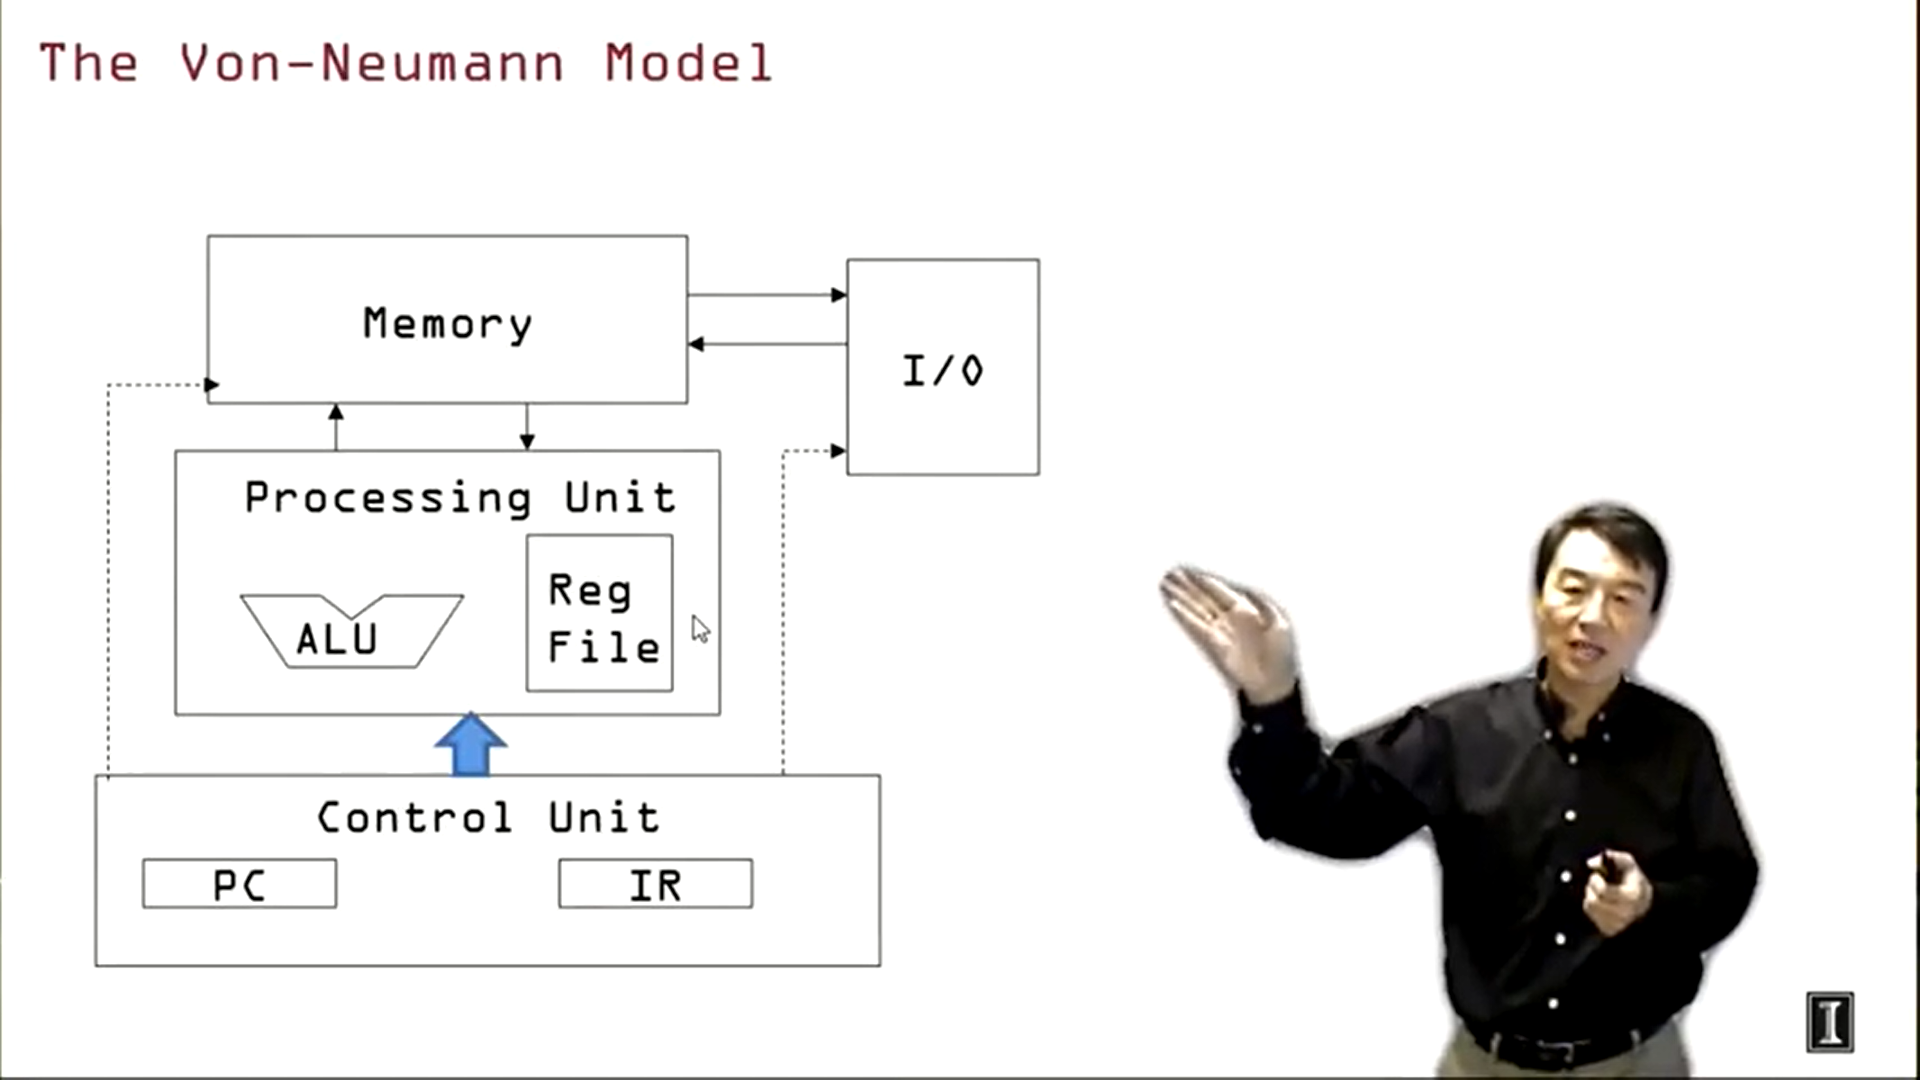 The Von-Neumann Model
Memory
I/O
Processing Unit
ALU
Reg
File
Control Unit
PC
IR
I